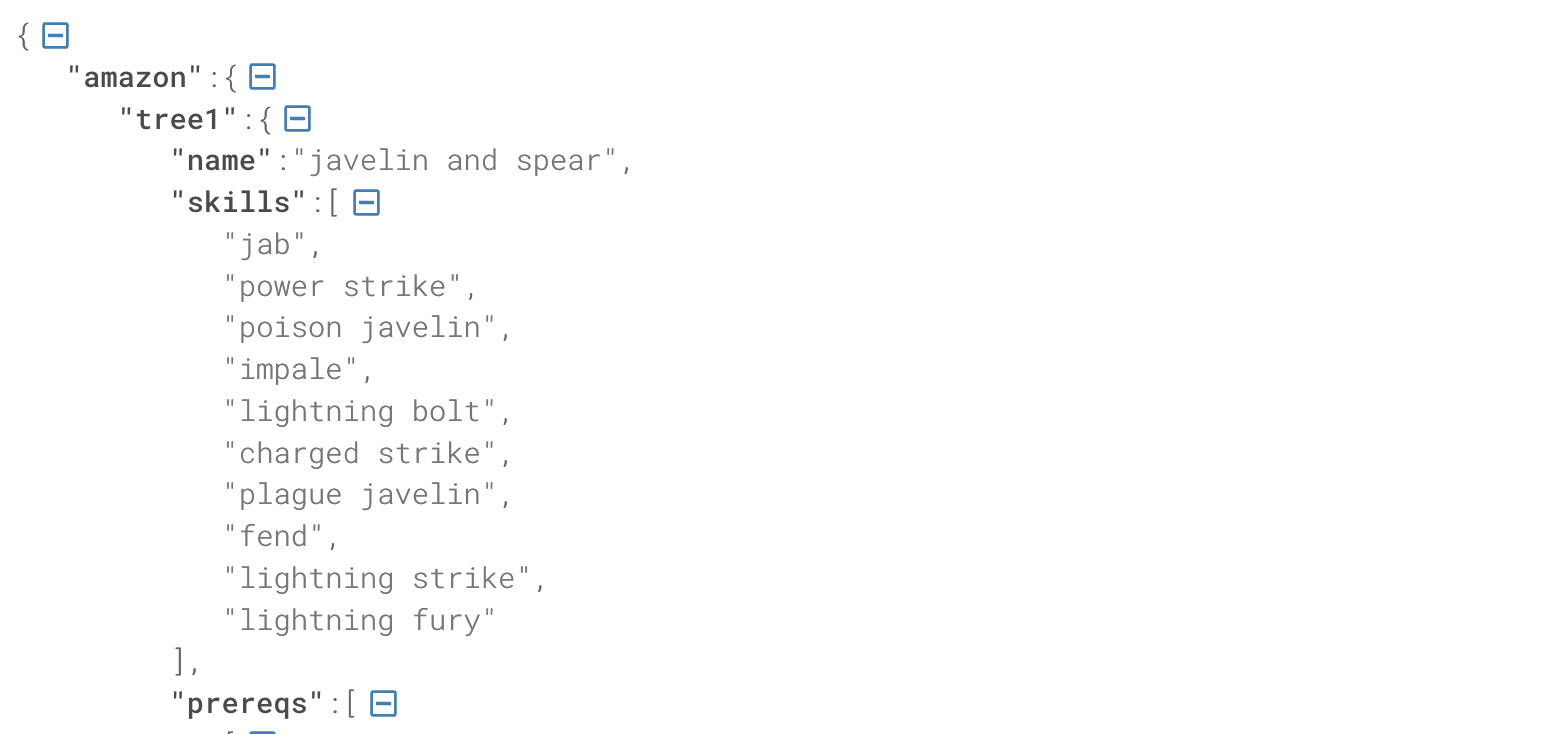 {
"amazon":{
"tree1":{
"name":"javelin and spear",
"skills":[
"jab",
"power strike",
"poison javelin",
"impale",
"lightning bolt",
"charged strike",
"plague javelin",
"fend",
"lightning strike",
"lightning fury"
],
"prereqs":[
[